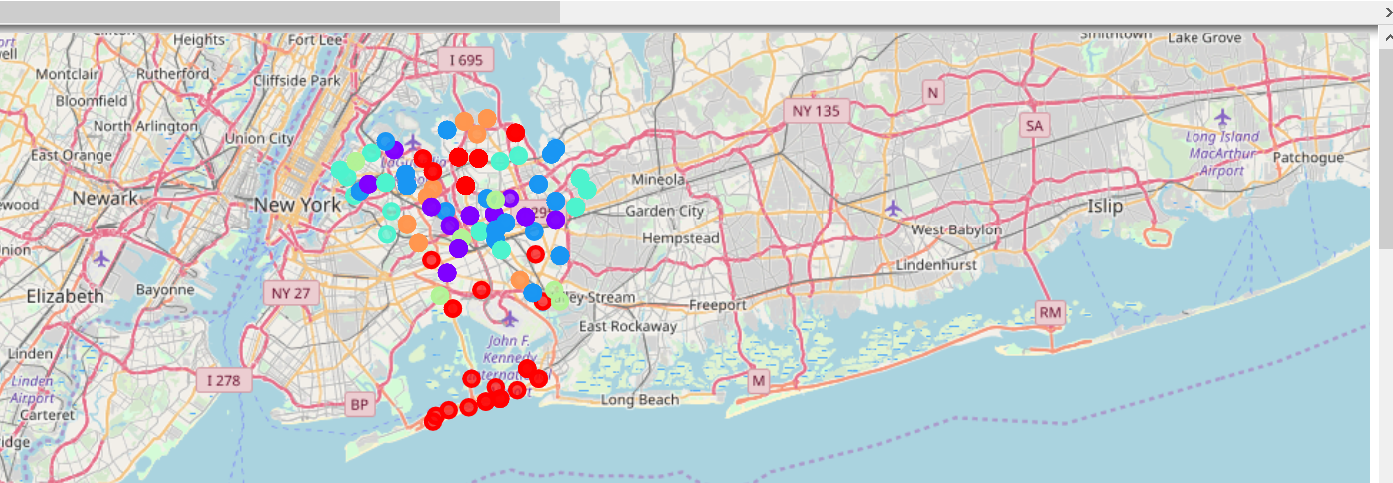 Heights
Fort Lee
Smithtown
Lake Grove
Montclair
Rutherford
Cliffside Park
I 695
Bloomfield
North Arlington
Union City
N
NY 135
SA
Long Island
MacArthur
Airport
Patchogue
East Orange
Newark
New York
Mineola
Garden City
Hempstead
Islip
West Babylon
Lindenhurst
Elizabeth
Bayonne
NY 27
Freeport
East Rockaway
RM
John F.
Kennedy
Linden
I 278
Linden
Airport
Carteret
BP
M
Long Beach